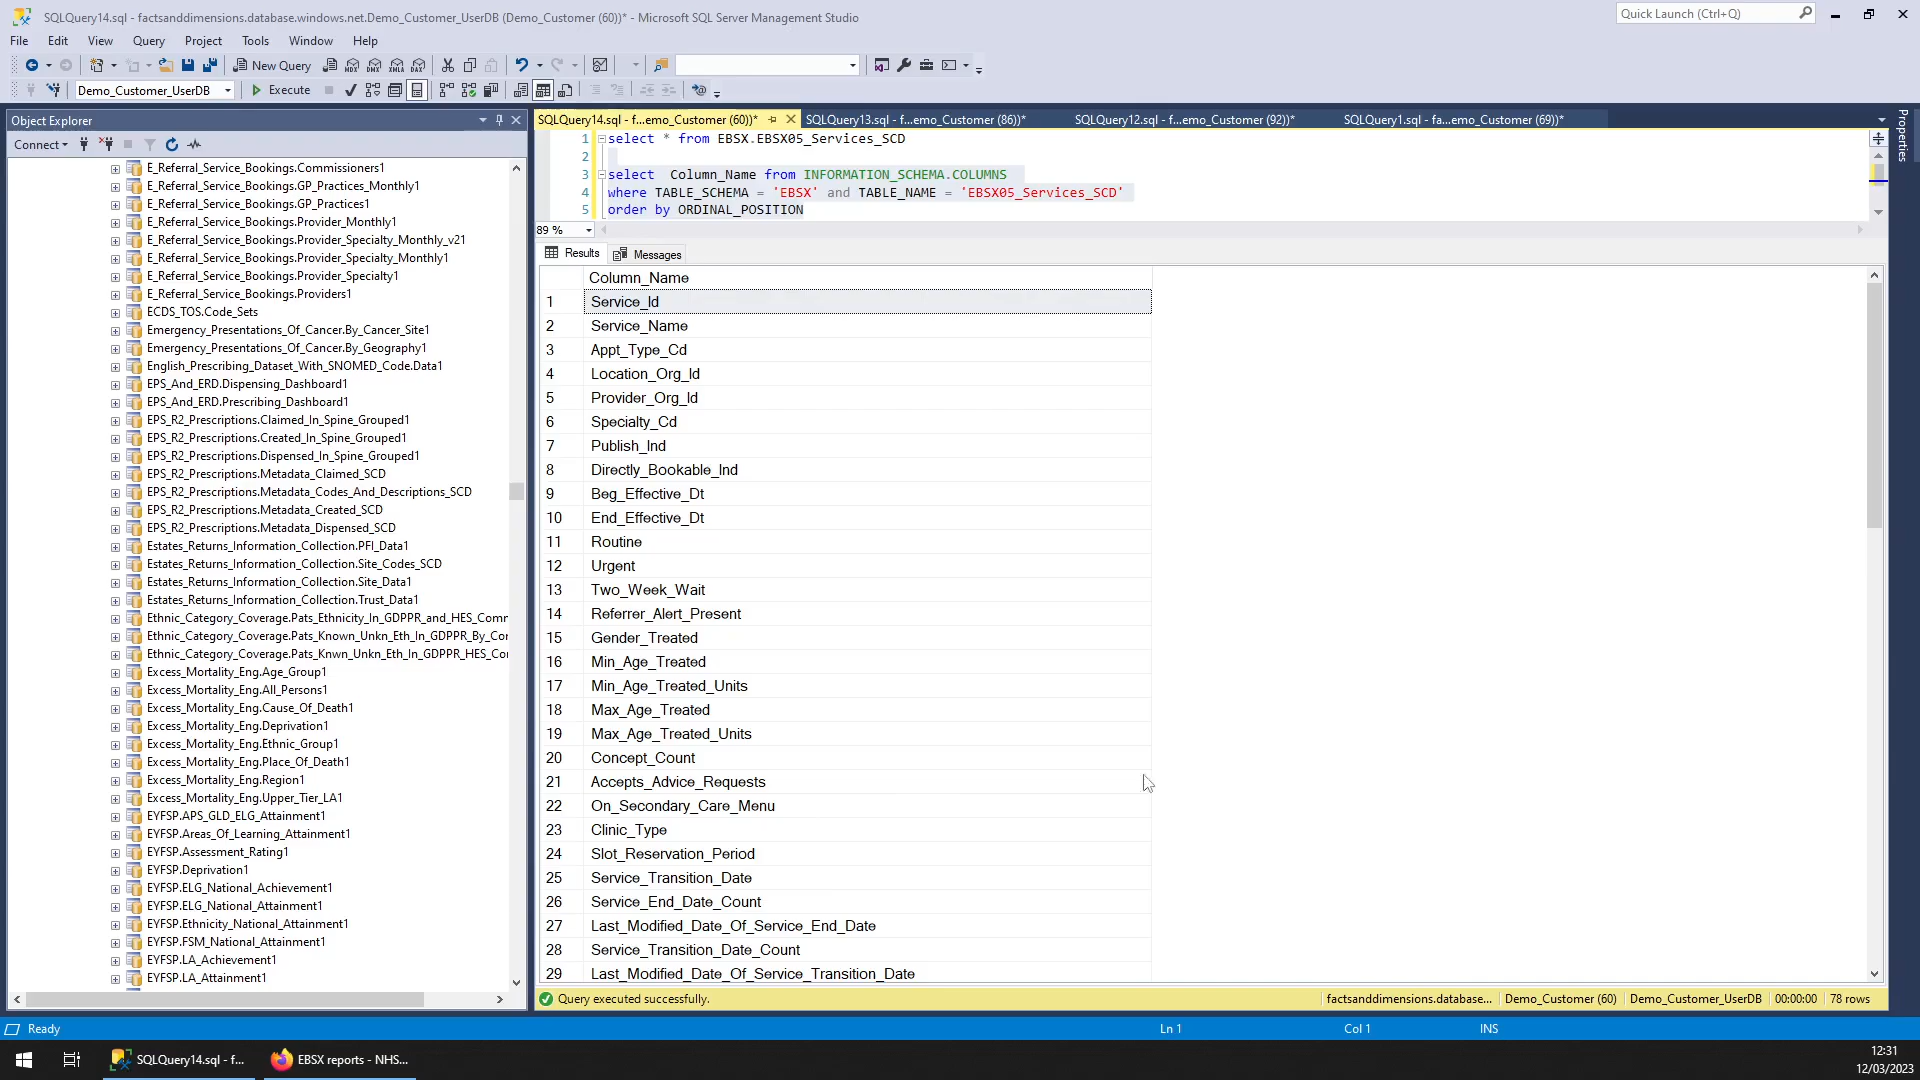 SQLQuery14.sql - factsanddimensions.database.windows.net.Demo_Customer_UserDB (Demo_Customer (60))* - Microsoft SQL Server Management Studio
Quick Launch (Ctrl+Q)
File Edit View Query Project Tools Window Help
New Query
MDX DMX XMLA DAX
Demo_Customer_UserDB
Execute
Object Explorer
Connect
E_Referral_Service_Bookings.Commissioners1
E_Referral_Service_Bookings.GP_Practices_Monthly1
E_Referral_Service_Bookings.GP_Practices1
E_Referral_Service_Bookings.Provider_Monthly1
E_Referral_Service_Bookings.Provider_Specialty_Monthly_v21
E_Referral_Service_Bookings.Provider_Specialty_Monthly1
E_Referral_Service_Bookings.Provider_Specialty1
E_Referral_Service_Bookings.Providers1
ECDS_TOS.Code_Sets
Emergency_Presentations_Of_Cancer.By_Cancer_Site1
Emergency_Presentations_Of_Cancer.By_Geography1
English_Prescribing_Dataset_With_SNOMED_Code.Data1
EPS_And_ERD.Dispensing_Dashboard1
EPS_And_ERD.Prescribing_Dashboard1
EPS_R2_Prescriptions.Claimed_In_Spine_Grouped1
EPS_R2_Prescriptions.Created_In_Spine_Grouped1
EPS_R2_Prescriptions.Dispensed_In_Spine_Grouped1
EPS_R2_Prescriptions.Metadata_Claimed_SCD
EPS_R2_Prescriptions.Metadata_Codes_And_Descriptions_SCD
EPS_R2_Prescriptions.Metadata_Created_SCD
EPS_R2_Prescriptions.Metadata_Dispensed_SCD
Estates_Returns_Information_Collection.PFI_Data1
Estates_Returns_Information_Collection.Site_Codes_SCD
Estates_Returns_Information_Collection.Site_Data1
Estates_Returns_Information_Collection.Trust_Data1
Ethnic_Category_Coverage.Pats_Ethnicity_In_GDPPR_and_HES_Comm
Ethnic_Category_Coverage.Pats_Known_Unkn_Eth_In_GDPPR_By_Cor
Ethnic_Category_Coverage.Pats_Knwn_Unkn_Eth_In_GDPPR_HES_Cor
Excess_Mortality_Eng.Age_Group1
Excess_Mortality_Eng.All_Persons1
Excess_Mortality_Eng.Cause_Of_Death1
Excess_Mortality_Eng.Deprivation1
Excess_Mortality_Eng.Ethnic_Group1
Excess_Mortality_Eng.Place_Of_Death1
Excess_Mortality_Eng.Region1
Excess_Mortality_Eng.Upper_Tier_LA1
EYFSP.APS_GLD_ELG_Attainment1
EYFSP.Areas_Of_Learning_Attainment1
EYFSP.Assessment_Rating1
EYFSP.Deprivation1
EYFSP.ELG_National_Achievement1
EYFSP.ELG_National_Attainment1
EYFSP.Ethnicity_National_Attainment1
EYFSP.FSM_National_Attainment1
EYFSP.LA_Achievement1
EYFSP.LA_Attainment1
SQLQuery14.sql - f...emo_Customer (60))* SQLQuery13.sql - f...emo_Customer (86))* SQLQuery12.sql - f...emo_Customer (92))* SQLQuery1.sql - fa...emo_Customer (69))*
Properties
1 select * from EBSX.EBSX05_Services_SCD
2
3 select Column_Name from INFORMATION_SCHEMA.COLUMNS
4 where TABLE_SCHEMA = 'EBSX' and TABLE_NAME = 'EBSX05_Services_SCD'
5 order by ORDINAL_POSITION
89 %
Results Messages
Column_Name
1 Service_Id
2 Service_Name
3 Appt_Type_Cd
4 Location_Org_Id
5 Provider_Org_Id
6 Specialty_Cd
7 Publish_Ind
8 Directly_Bookable_Ind
9 Beg_Effective_Dt
10 End_Effective_Dt
11 Routine
12 Urgent
13 Two_Week_Wait
14 Referrer_Alert_Present
15 Gender_Treated
16 Min_Age_Treated
17 Min_Age_Treated_Units
18 Max_Age_Treated
19 Max_Age_Treated_Units
20 Concept_Count
21 Accepts_Advice_Requests
22 On_Secondary_Care_Menu
23 Clinic_Type
24 Slot_Reservation_Period
25 Service_Transition_Date
26 Service_End_Date_Count
27 Last_Modified_Date_Of_Service_End_Date
28 Service_Transition_Date_Count
29 Last_Modified_Date_Of_Service_Transition_Date
Query executed successfully. factsanddimensions.database... Demo_Customer (60) Demo_Customer_UserDB 00:00:00 78 rows
Ready Ln 1 Col 1 INS
SQLQuery14.sql - f... EBSX reports - NHS...
12:31
12/03/2023